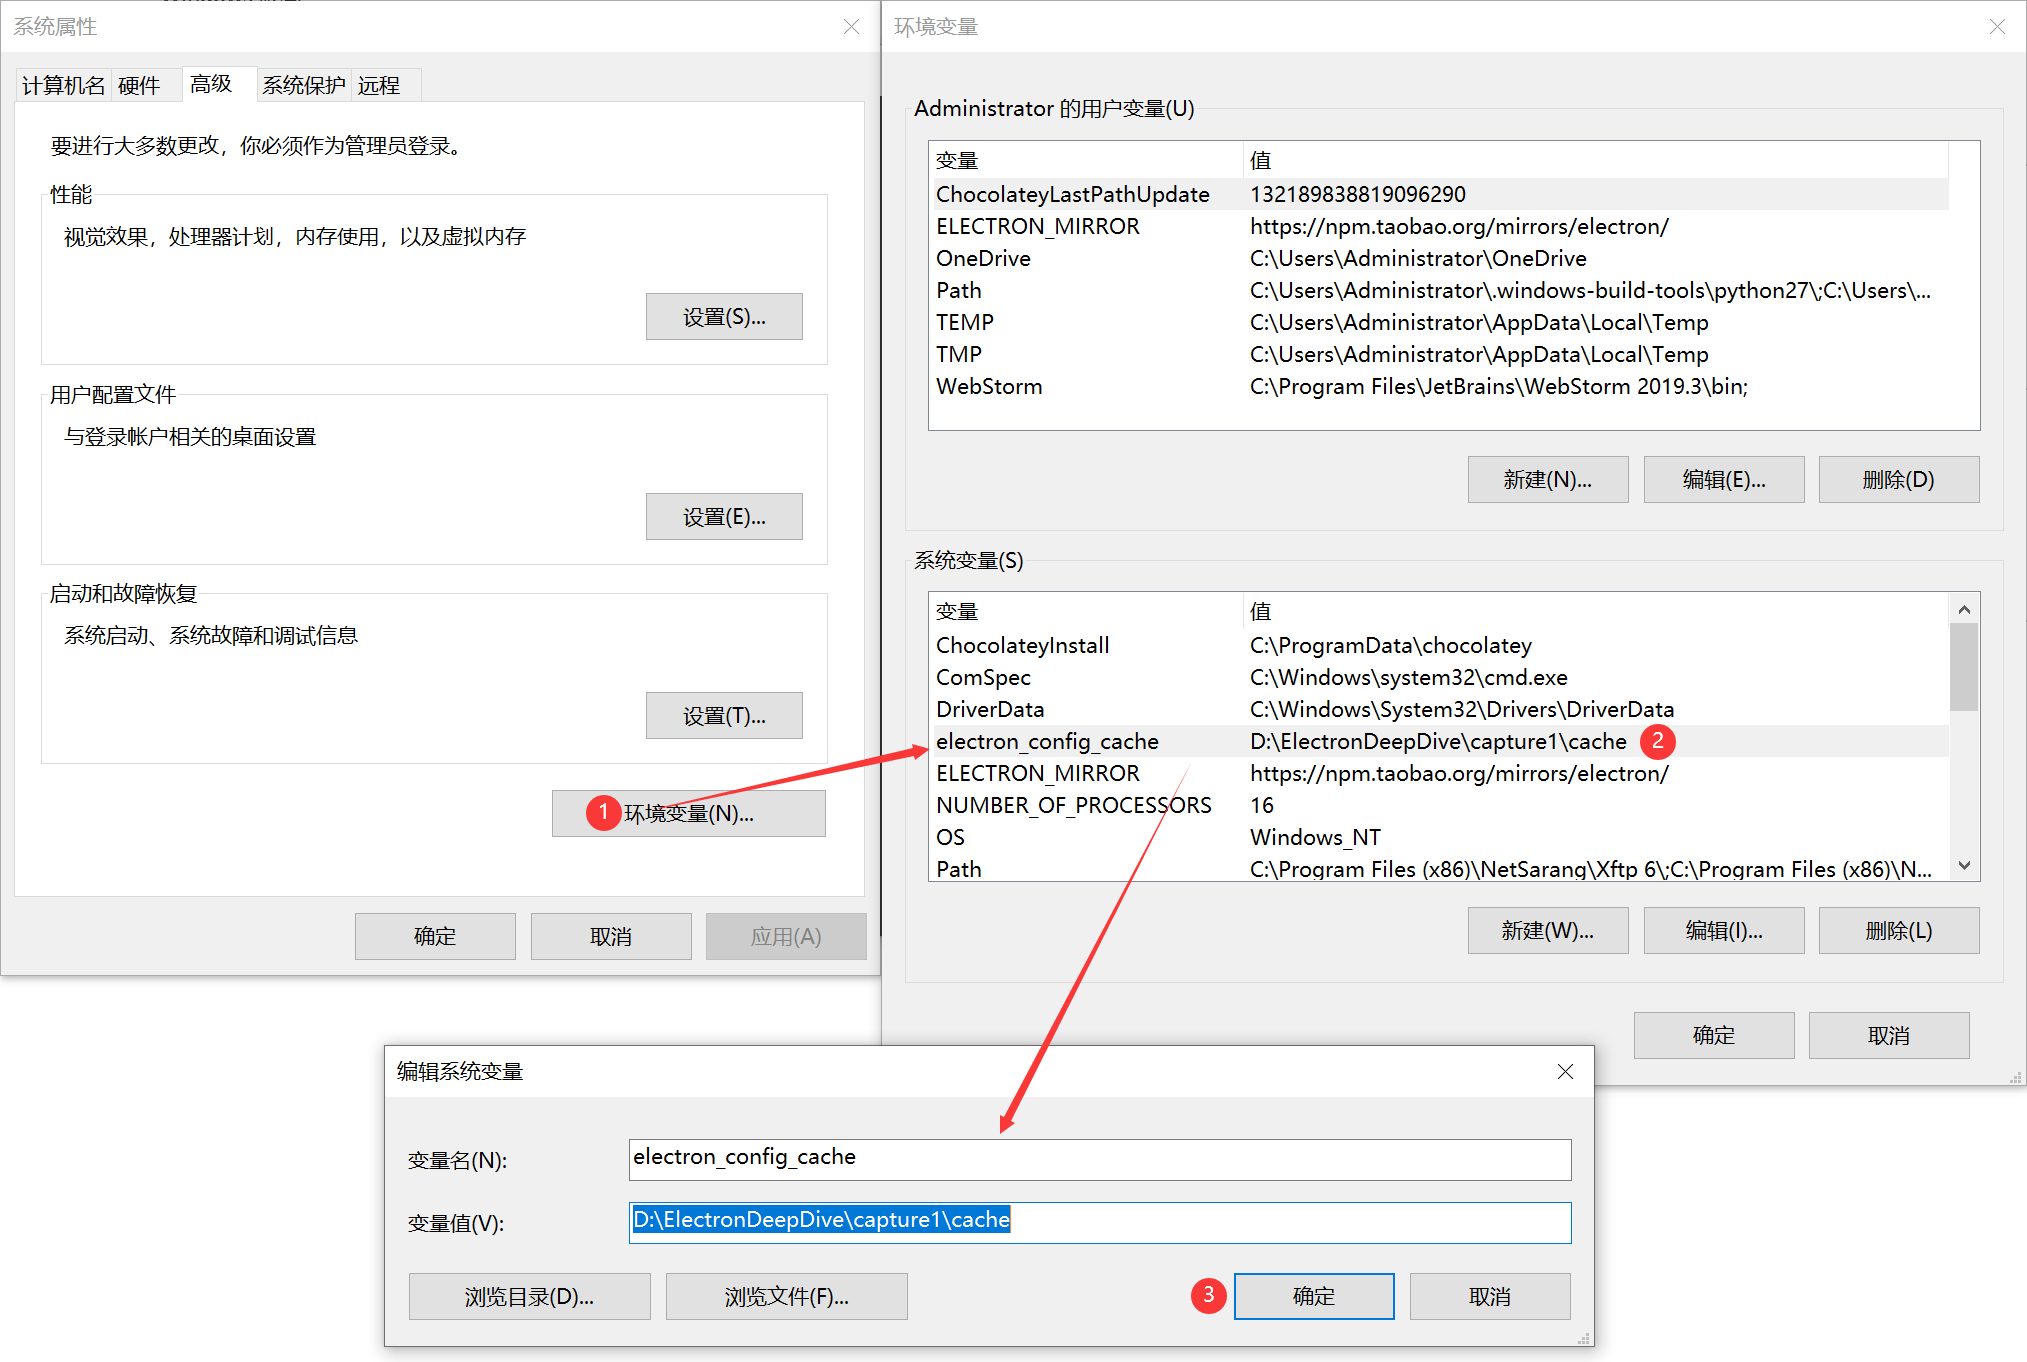 系统属性
计算机名 硬件 高级 系统保护 远程
要进行大多数更改，你必须作为管理员登录。
性能
视觉效果，处理器计划，内存使用，以及虚拟内存
设置(S)...
用户配置文件
与登录帐户相关的桌面设置
设置(E)...
启动和故障恢复
系统启动、系统故障和调试信息
设置(T)...
1 环境变量(N)...
确定 取消 应用(A)
环境变量
Administrator 的用户变量(U)
变量 值
ChocolateyLastPathUpdate 132189838819096290
ELECTRON_MIRROR https://npm.taobao.org/mirrors/electron/
OneDrive C:\Users\Administrator\OneDrive
Path C:\Users\Administrator\.windows-build-tools\python27\;C:\Users\...
TEMP C:\Users\Administrator\AppData\Local\Temp
TMP C:\Users\Administrator\AppData\Local\Temp
WebStorm C:\Program Files\JetBrains\WebStorm 2019.3\bin;
新建(N)... 编辑(E)... 删除(D)
系统变量(S)
变量 值
ChocolateyInstall C:\ProgramData\chocolatey
ComSpec C:\Windows\system32\cmd.exe
DriverData C:\Windows\System32\Drivers\DriverData
electron_config_cache D:\ElectronDeepDive\capture1\cache 2
ELECTRON_MIRROR https://npm.taobao.org/mirrors/electron/
NUMBER_OF_PROCESSORS 16
OS Windows_NT
Path C:\Program Files (x86)\NetSarang\Xftp 6\;C:\Program Files (x86)\N...
新建(W)... 编辑(I)... 删除(L)
确定 取消
编辑系统变量
变量名(N): electron_config_cache
变量值(V): D:\ElectronDeepDive\capture1\cache
浏览目录(D)... 浏览文件(F)... 3 确定 取消